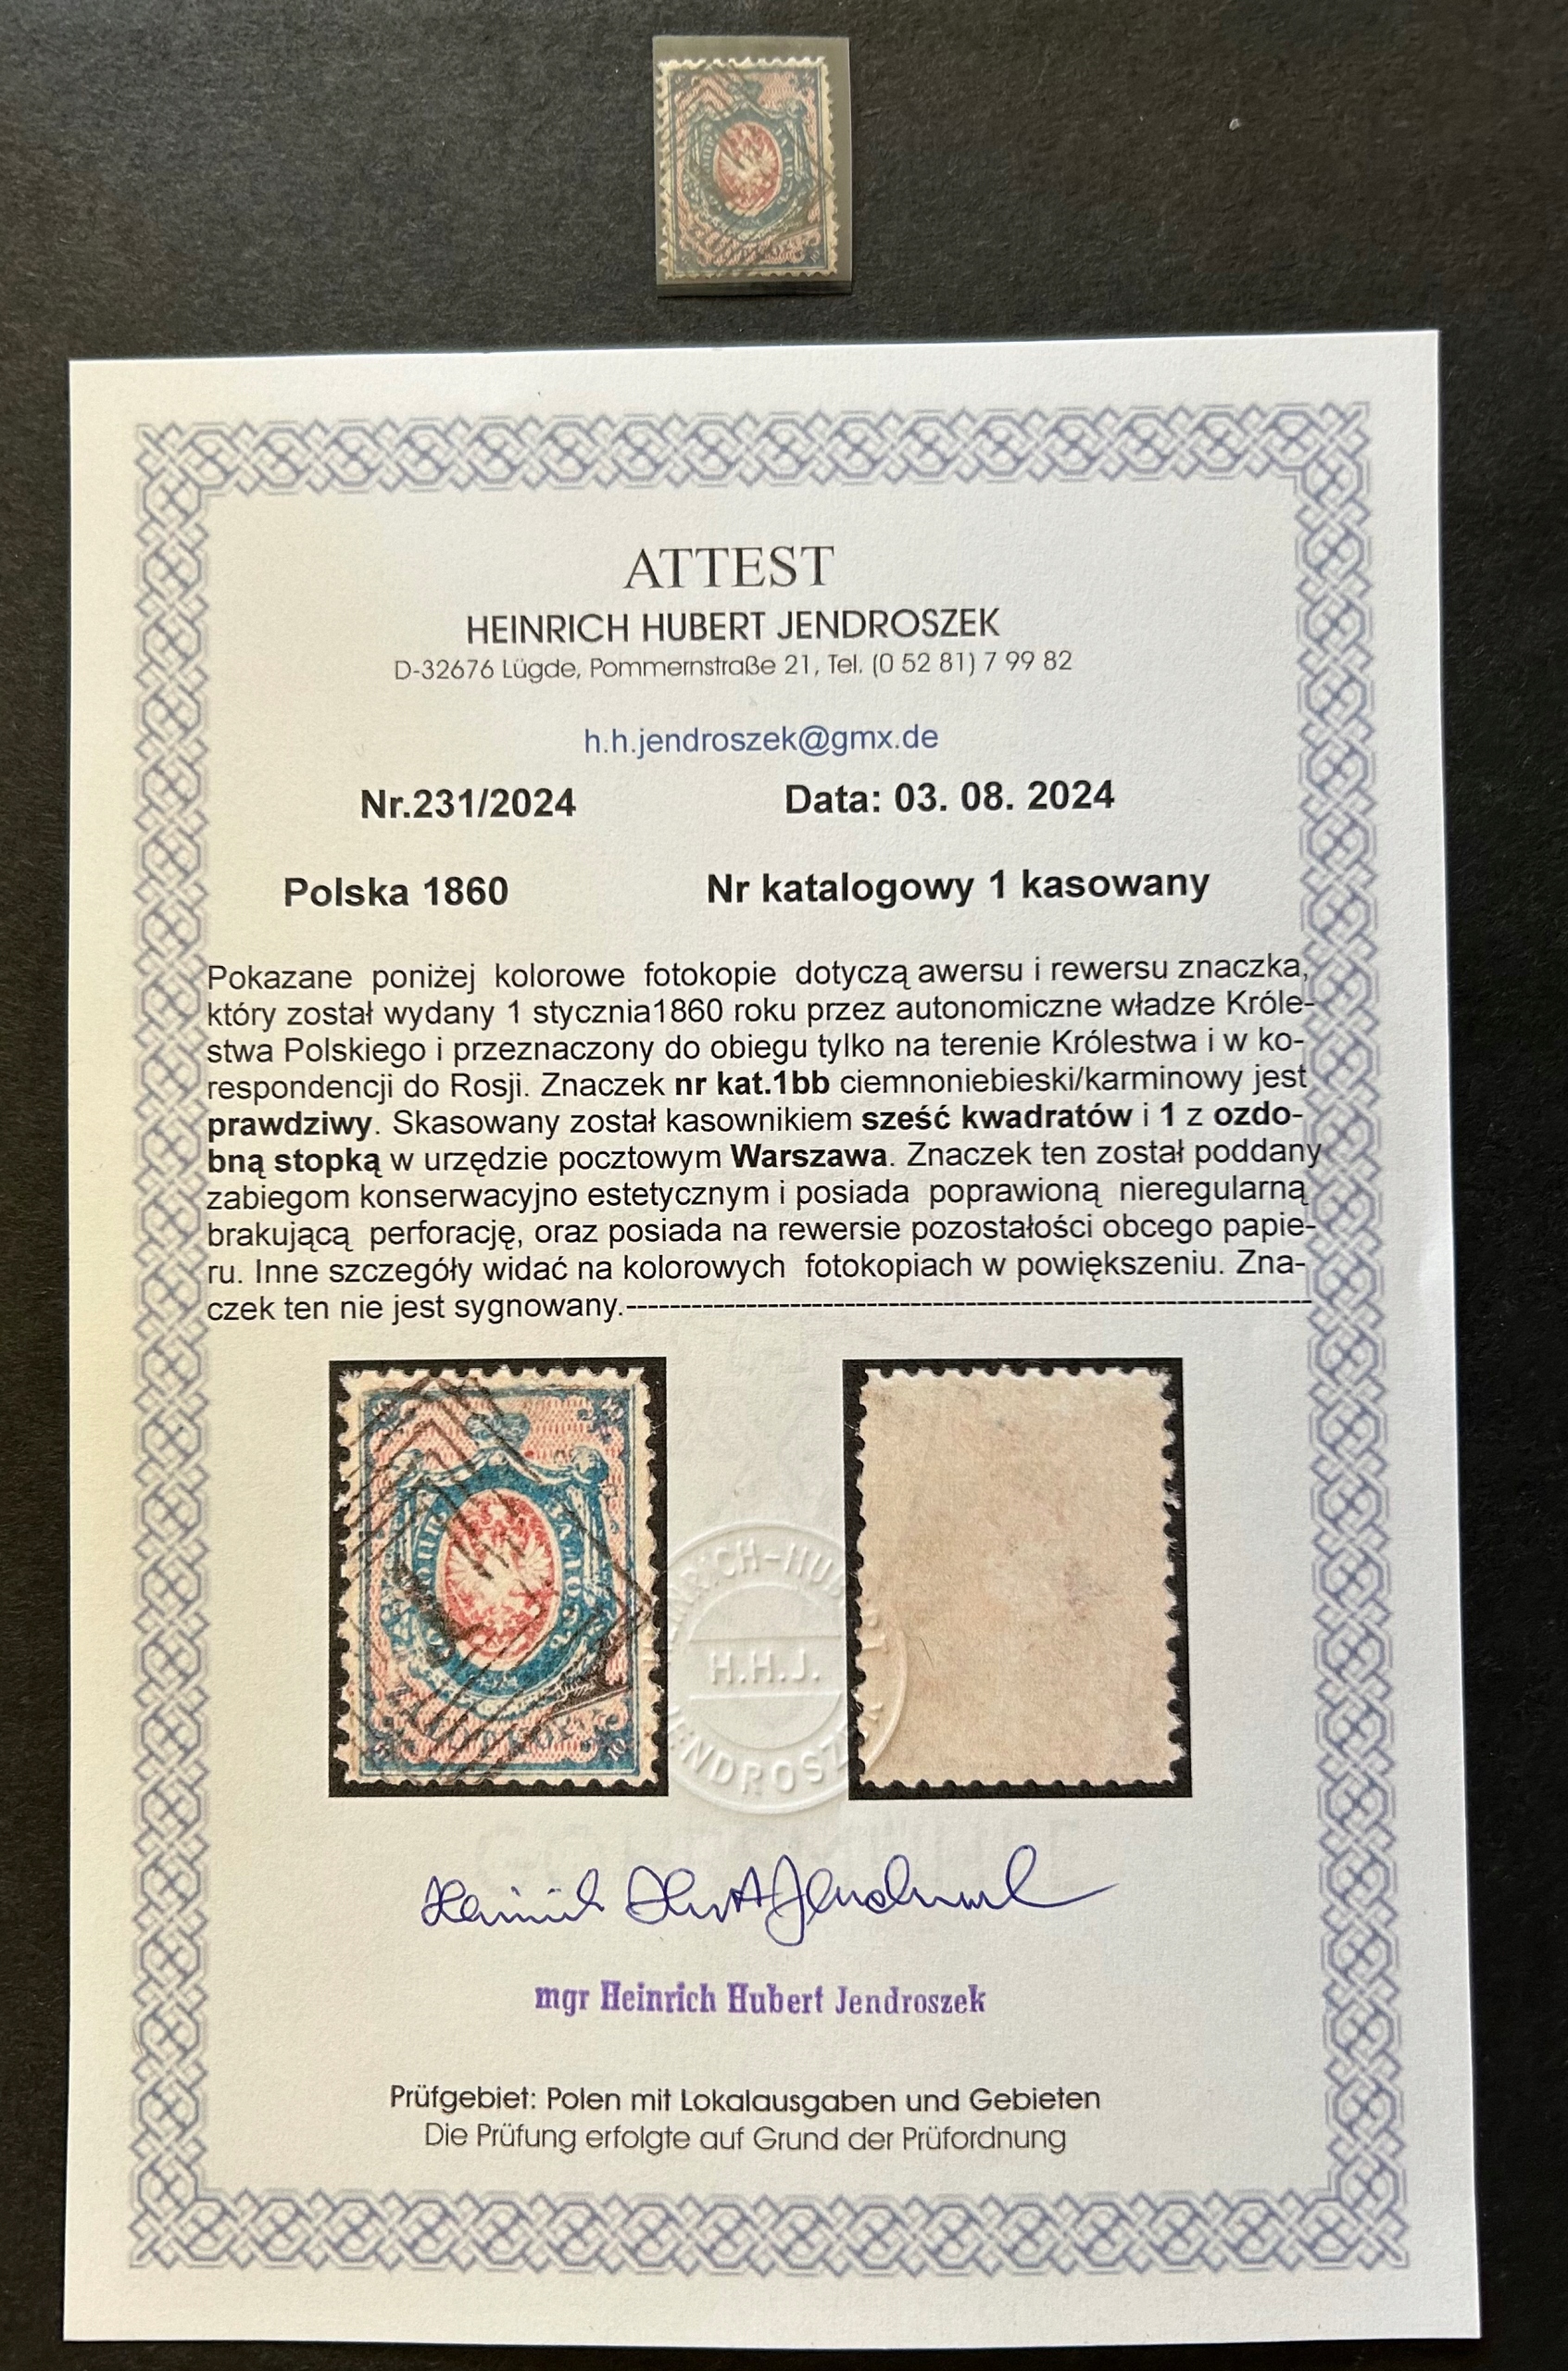 ATTEST
HEINRICH HUBERT JENDROSZEK
D-32676 Lügde, Pommernstraße 21, Tel. (0 52 81) 7 99 82
h.h.jendroszek@gmx.de
Nr.231/2024 Data: 03. 08. 2024
Polska 1860 Nr katalogowy 1 kasowany
Pokazane poniżej kolorowe fotokopie dotyczą awersu i rewersu znaczka,
który został wydany 1 stycznia1860 roku przez autonomiczne władze Króle-
stwa Polskiego i przeznaczony do obiegu tylko na terenie Królestwa i w ko-
respondencji do Rosji. Znaczek nr kat.1bb ciemnoniebieski/karminowy jest
prawdziwy. Skasowany został kasownikiem sześć kwadratów i 1 z ozdo-
bną stopką w urzędzie pocztowym Warszawa. Znaczek ten został poddany
zabiegom konserwacyjno estetycznym i posiada poprawioną nieregularną
brakującą perforację, oraz posiada na rewersie pozostałości obcego papie-
ru. Inne szczegóły widać na kolorowych fotokopiach w powiększeniu. Zna-
czek ten nie jest sygnowany.---------------------------------------------------------------
H.H.J.
JENDROSZ
mgr Heinrich Hubert Jendroszek
Prüfgebiet: Polen mit Lokalausgaben und Gebieten
Die Prüfung erfolgte auf Grund der Prüfordnung